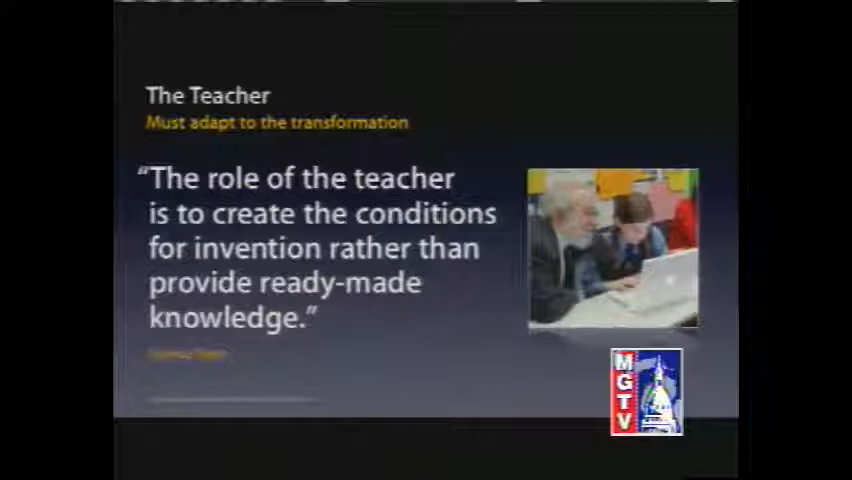 The Teacher
Must adapt to the transformation
“The role of the teacher
is to create the conditions
for invention rather than
provide ready-made
knowledge.”
MGTV